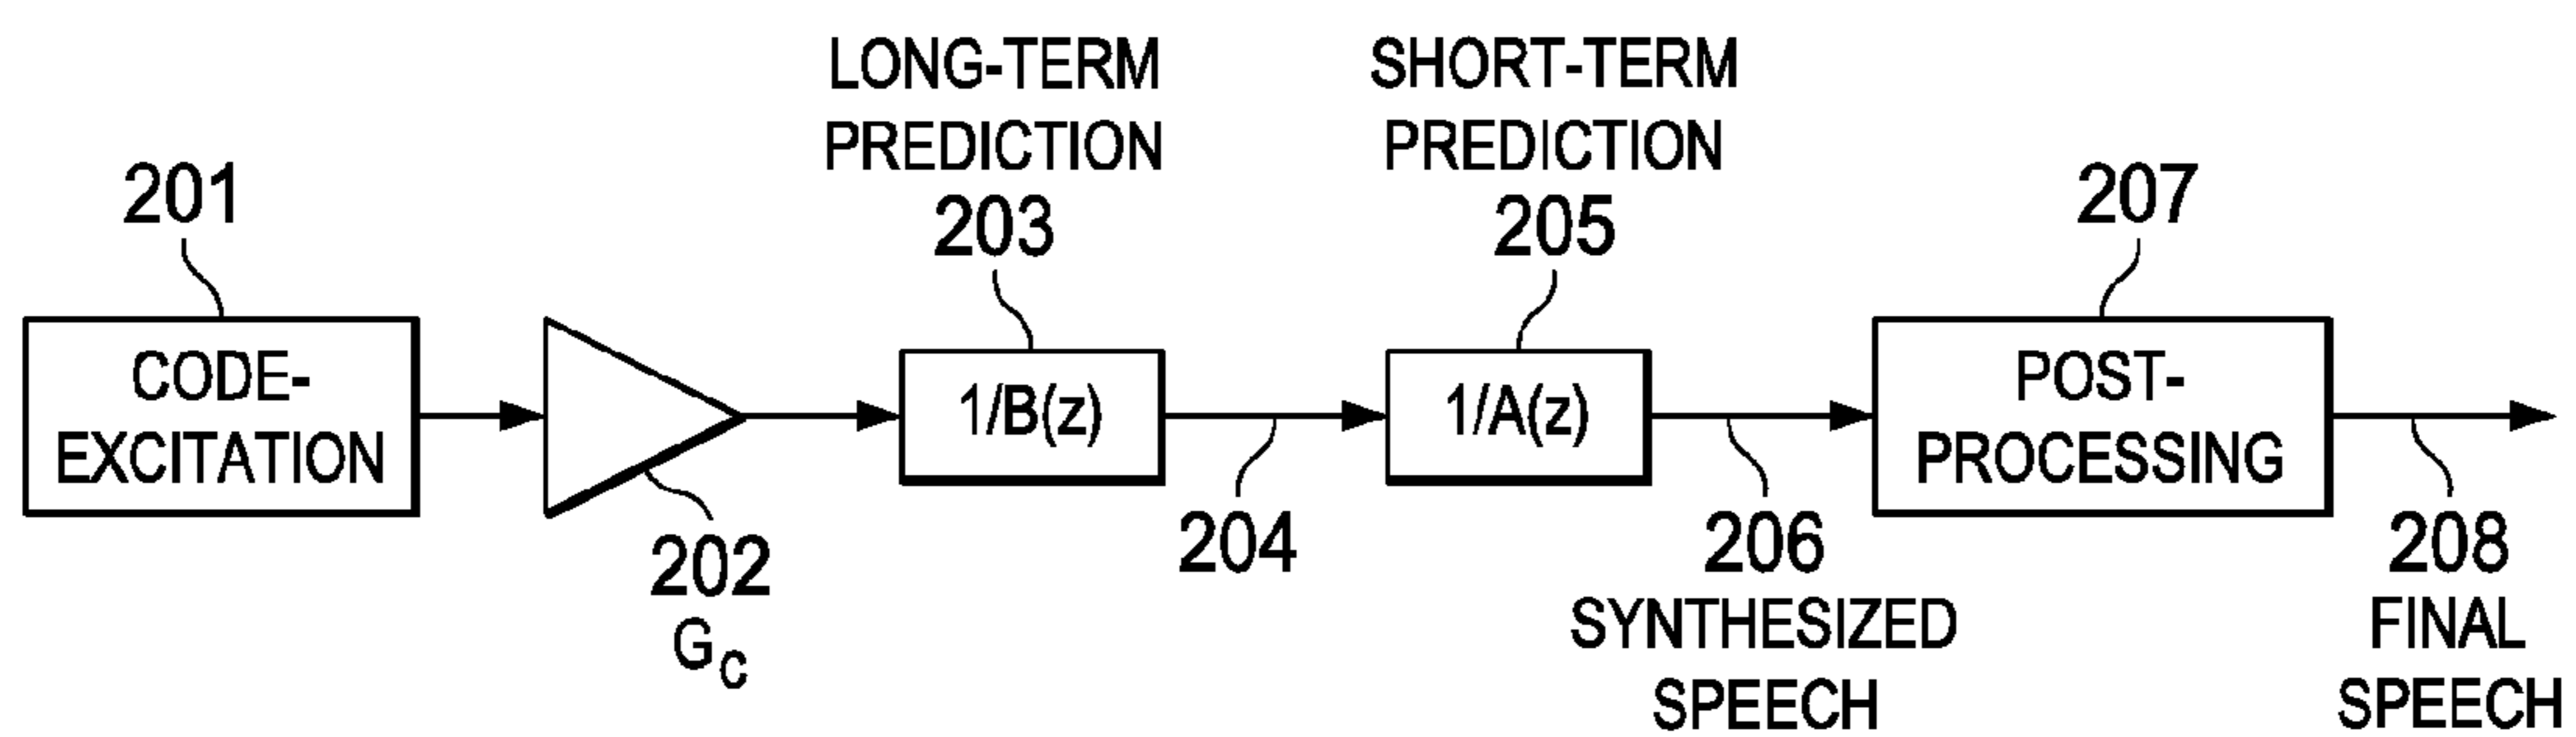 LONG-TERM
PREDICTION
203
SHORT-TERM
PREDICTION
205
201
207
CODE-
EXCITATION
1/B(z)
1/A(z)
POST-
PROCESSING
202
G_C
204
206
SYNTHESIZED
SPEECH
208
FINAL
SPEECH